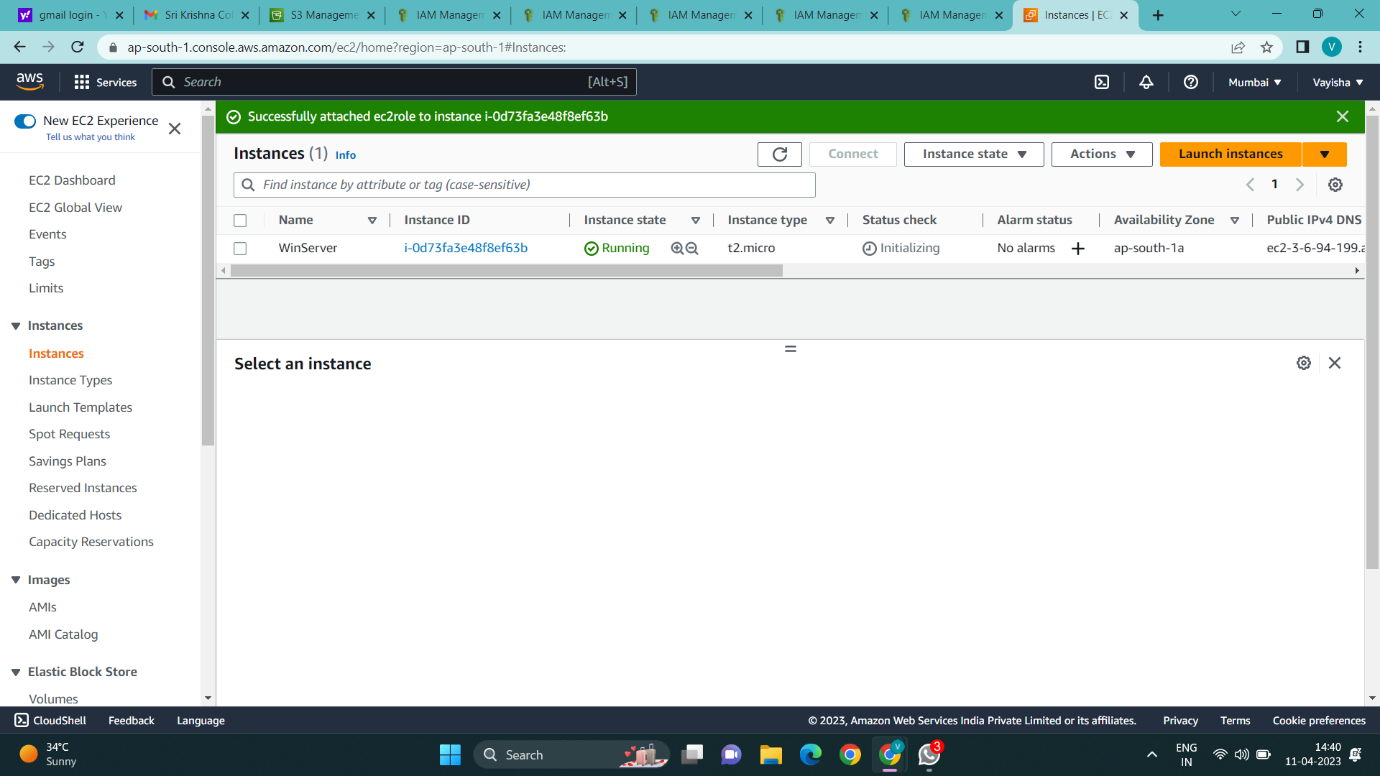 gmail login - Y
Sri Krishna Col
S3 Manageme
IAM Managem
IAM Managem
IAM Managem
IAM Managem
IAM Managem
Instances | EC
ap-south-1.console.aws.amazon.com/ec2/home?region=ap-south-1#Instances:
V
aws
Services
Search
[Alt+S]
Mumbai
Vayisha
New EC2 Experience
Tell us what you think
EC2 Dashboard
EC2 Global View
Events
Tags
Limits
Instances
Instances
Instance Types
Launch Templates
Spot Requests
Savings Plans
Reserved Instances
Dedicated Hosts
Capacity Reservations
Images
AMIs
AMI Catalog
Elastic Block Store
Volumes
Successfully attached ec2role to instance i-0d73fa3e48f8ef63b
Instances (1) Info
Connect
Instance state
Actions
Launch instances
Find instance by attribute or tag (case-sensitive)
1
Name Instance ID Instance state Instance type Status check Alarm status Availability Zone Public IPv4 DNS
WinServer i-0d73fa3e48f8ef63b Running t2.micro Initializing No alarms + ap-south-1a ec2-3-6-94-199.a
Select an instance
CloudShell Feedback Language © 2023, Amazon Web Services India Private Limited or its affiliates. Privacy Terms Cookie preferences
34°C
Sunny
Search
V
3
ENG
IN
14:40
11-04-2023